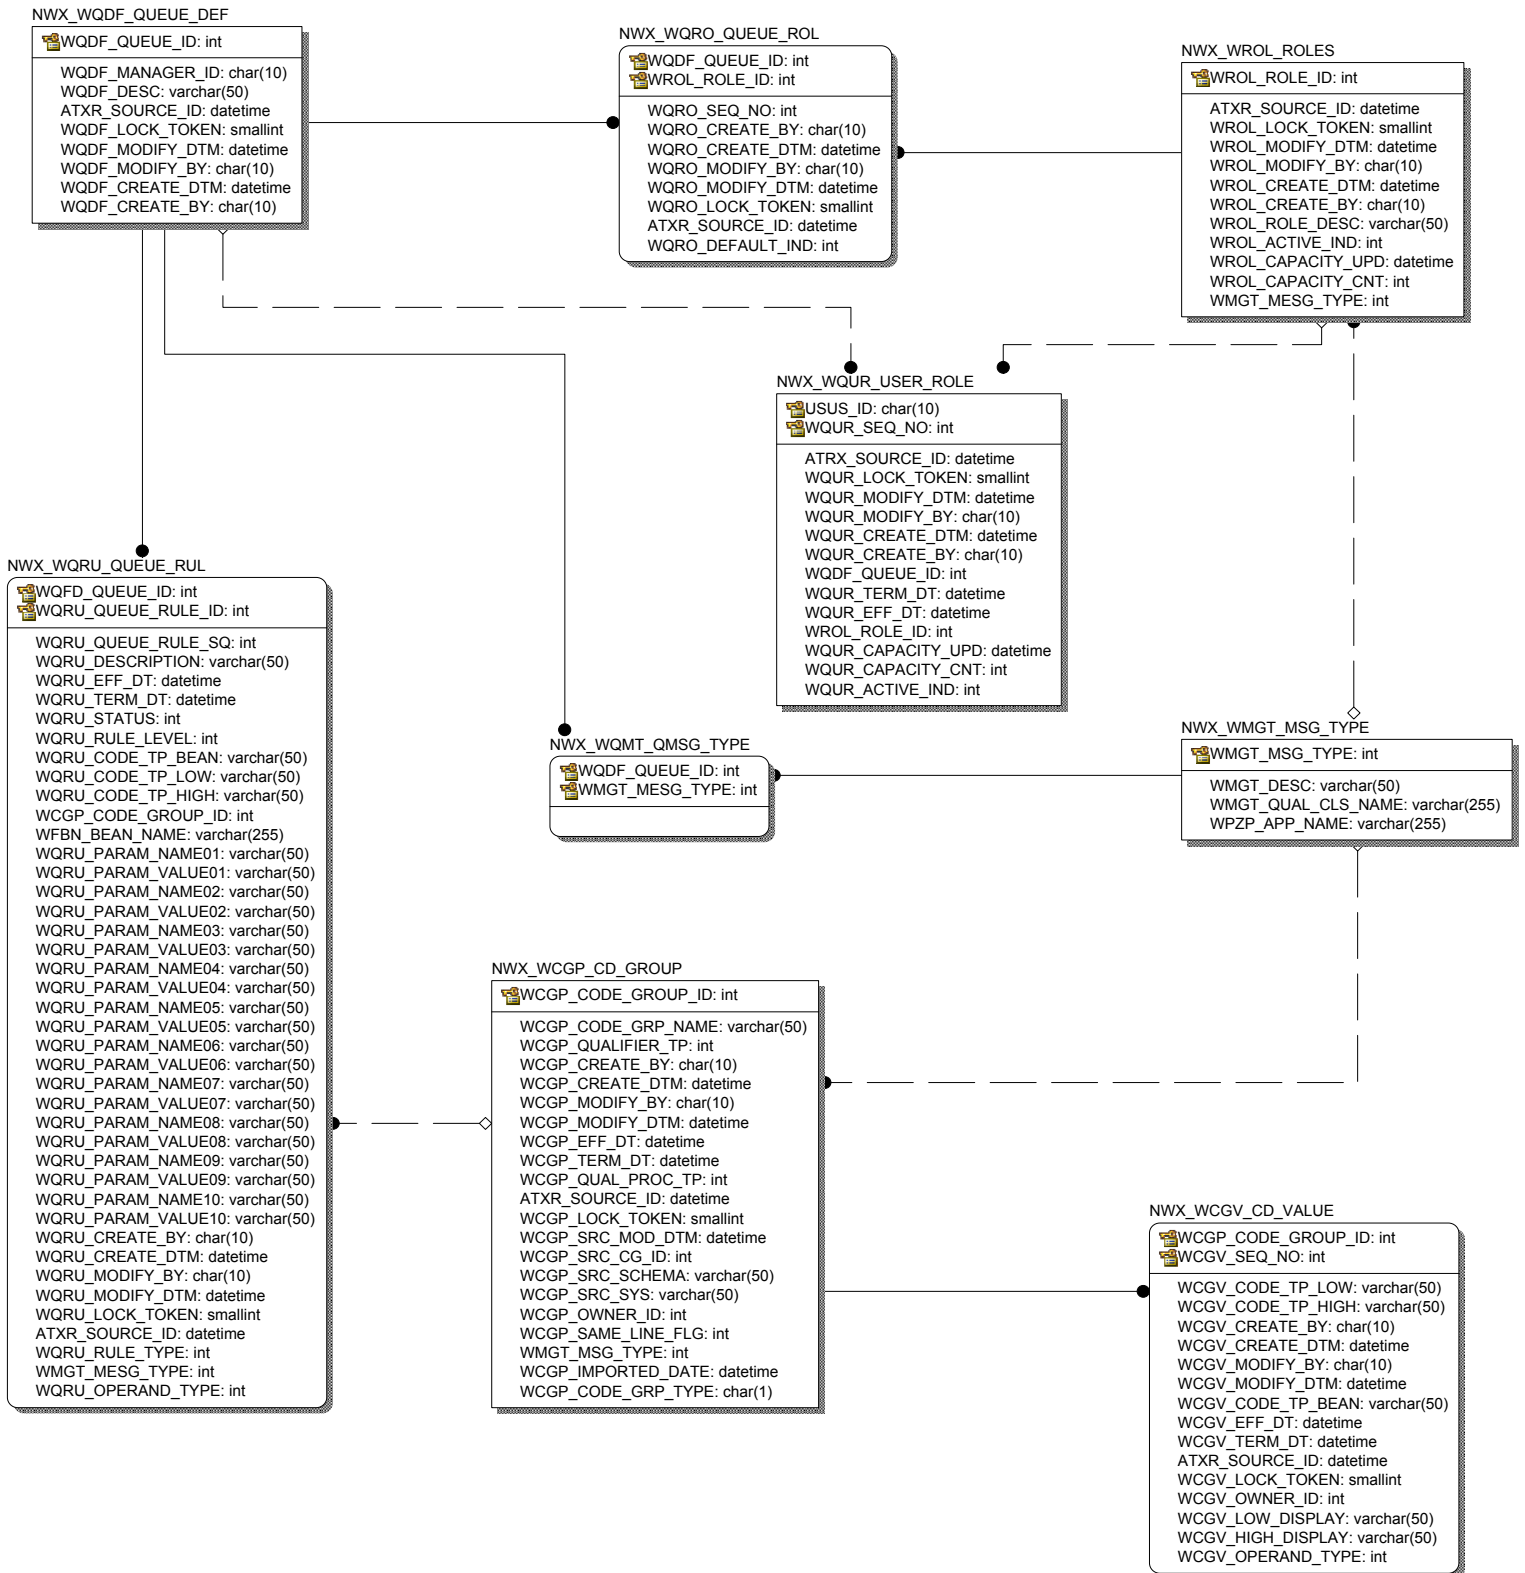 NWX_WQDF_QUEUE_DEF
WQDF_QUEUE_ID: int
WQDF_MANAGER_ID: char(10)
WQDF_DESC: varchar(50)
ATXR_SOURCE_ID: datetime
WQDF_LOCK_TOKEN: smallint
WQDF_MODIFY_DTM: datetime
WQDF_MODIFY_BY: char(10)
WQDF_CREATE_DTM: datetime
WQDF_CREATE_BY: char(10)
NWX_WQRO_QUEUE_ROL
WQDF_QUEUE_ID: int
WROL_ROLE_ID: int
WQRO_SEQ_NO: int
WQRO_CREATE_BY: char(10)
WQRO_CREATE_DTM: datetime
WQRO_MODIFY_BY: char(10)
WQRO_MODIFY_DTM: datetime
WQRO_LOCK_TOKEN: smallint
ATXR_SOURCE_ID: datetime
WQRO_DEFAULT_IND: int
NWX_WROL_ROLES
WROL_ROLE_ID: int
ATXR_SOURCE_ID: datetime
WROL_LOCK_TOKEN: smallint
WROL_MODIFY_DTM: datetime
WROL_MODIFY_BY: char(10)
WROL_CREATE_DTM: datetime
WROL_CREATE_BY: char(10)
WROL_ROLE_DESC: varchar(50)
WROL_ACTIVE_IND: int
WROL_CAPACITY_UPD: datetime
WROL_CAPACITY_CNT: int
WMGT_MESG_TYPE: int
NWX_WQUR_USER_ROLE
USUS_ID: char(10)
WQUR_SEQ_NO: int
ATRX_SOURCE_ID: datetime
WQUR_LOCK_TOKEN: smallint
WQUR_MODIFY_DTM: datetime
WQUR_MODIFY_BY: char(10)
WQUR_CREATE_DTM: datetime
WQUR_CREATE_BY: char(10)
WQDF_QUEUE_ID: int
WQUR_TERM_DT: datetime
WQUR_EFF_DT: datetime
WROL_ROLE_ID: int
WQUR_CAPACITY_UPD: datetime
WQUR_CAPACITY_CNT: int
WQUR_ACTIVE_IND: int
NWX_WQRU_QUEUE_RUL
WQFD_QUEUE_ID: int
WQRU_QUEUE_RULE_ID: int
WQRU_QUEUE_RULE_SQ: int
WQRU_DESCRIPTION: varchar(50)
WQRU_EFF_DT: datetime
WQRU_TERM_DT: datetime
WQRU_STATUS: int
WQRU_RULE_LEVEL: int
WQRU_CODE_TP_BEAN: varchar(50)
WQRU_CODE_TP_LOW: varchar(50)
WQRU_CODE_TP_HIGH: varchar(50)
WCGP_CODE_GROUP_ID: int
WFBN_BEAN_NAME: varchar(255)
WQRU_PARAM_NAME01: varchar(50)
WQRU_PARAM_VALUE01: varchar(50)
WQRU_PARAM_NAME02: varchar(50)
WQRU_PARAM_VALUE02: varchar(50)
WQRU_PARAM_NAME03: varchar(50)
WQRU_PARAM_VALUE03: varchar(50)
WQRU_PARAM_NAME04: varchar(50)
WQRU_PARAM_VALUE04: varchar(50)
WQRU_PARAM_NAME05: varchar(50)
WQRU_PARAM_VALUE05: varchar(50)
WQRU_PARAM_NAME06: varchar(50)
WQRU_PARAM_VALUE06: varchar(50)
WQRU_PARAM_NAME07: varchar(50)
WQRU_PARAM_VALUE07: varchar(50)
WQRU_PARAM_NAME08: varchar(50)
WQRU_PARAM_VALUE08: varchar(50)
WQRU_PARAM_NAME09: varchar(50)
WQRU_PARAM_VALUE09: varchar(50)
WQRU_PARAM_NAME10: varchar(50)
WQRU_PARAM_VALUE10: varchar(50)
WQRU_CREATE_BY: char(10)
WQRU_CREATE_DTM: datetime
WQRU_MODIFY_BY: char(10)
WQRU_MODIFY_DTM: datetime
WQRU_LOCK_TOKEN: smallint
ATXR_SOURCE_ID: datetime
WQRU_RULE_TYPE: int
WMGT_MESG_TYPE: int
WQRU_OPERAND_TYPE: int
NWX_WQMT_QMSG_TYPE
WQDF_QUEUE_ID: int
WMGT_MESG_TYPE: int
NWX_WMGT_MSG_TYPE
WMGT_MSG_TYPE: int
WMGT_DESC: varchar(50)
WMGT_QUAL_CLS_NAME: varchar(255)
WPZP_APP_NAME: varchar(255)
NWX_WCGP_CD_GROUP
WCGP_CODE_GROUP_ID: int
WCGP_CODE_GRP_NAME: varchar(50)
WCGP_QUALIFIER_TP: int
WCGP_CREATE_BY: char(10)
WCGP_CREATE_DTM: datetime
WCGP_MODIFY_BY: char(10)
WCGP_MODIFY_DTM: datetime
WCGP_EFF_DT: datetime
WCGP_TERM_DT: datetime
WCGP_QUAL_PROC_TP: int
ATXR_SOURCE_ID: datetime
WCGP_LOCK_TOKEN: smallint
WCGP_SRC_MOD_DTM: datetime
WCGP_SRC_CG_ID: int
WCGP_SRC_SCHEMA: varchar(50)
WCGP_SRC_SYS: varchar(50)
WCGP_OWNER_ID: int
WCGP_SAME_LINE_FLG: int
WMGT_MSG_TYPE: int
WCGP_IMPORTED_DATE: datetime
WCGP_CODE_GRP_TYPE: char(1)
NWX_WCGV_CD_VALUE
WCGP_CODE_GROUP_ID: int
WCGV_SEQ_NO: int
WCGV_CODE_TP_LOW: varchar(50)
WCGV_CODE_TP_HIGH: varchar(50)
WCGV_CREATE_BY: char(10)
WCGV_CREATE_DTM: datetime
WCGV_MODIFY_BY: char(10)
WCGV_MODIFY_DTM: datetime
WCGV_CODE_TP_BEAN: varchar(50)
WCGV_EFF_DT: datetime
WCGV_TERM_DT: datetime
ATXR_SOURCE_ID: datetime
WCGV_LOCK_TOKEN: smallint
WCGV_OWNER_ID: int
WCGV_LOW_DISPLAY: varchar(50)
WCGV_HIGH_DISPLAY: varchar(50)
WCGV_OPERAND_TYPE: int